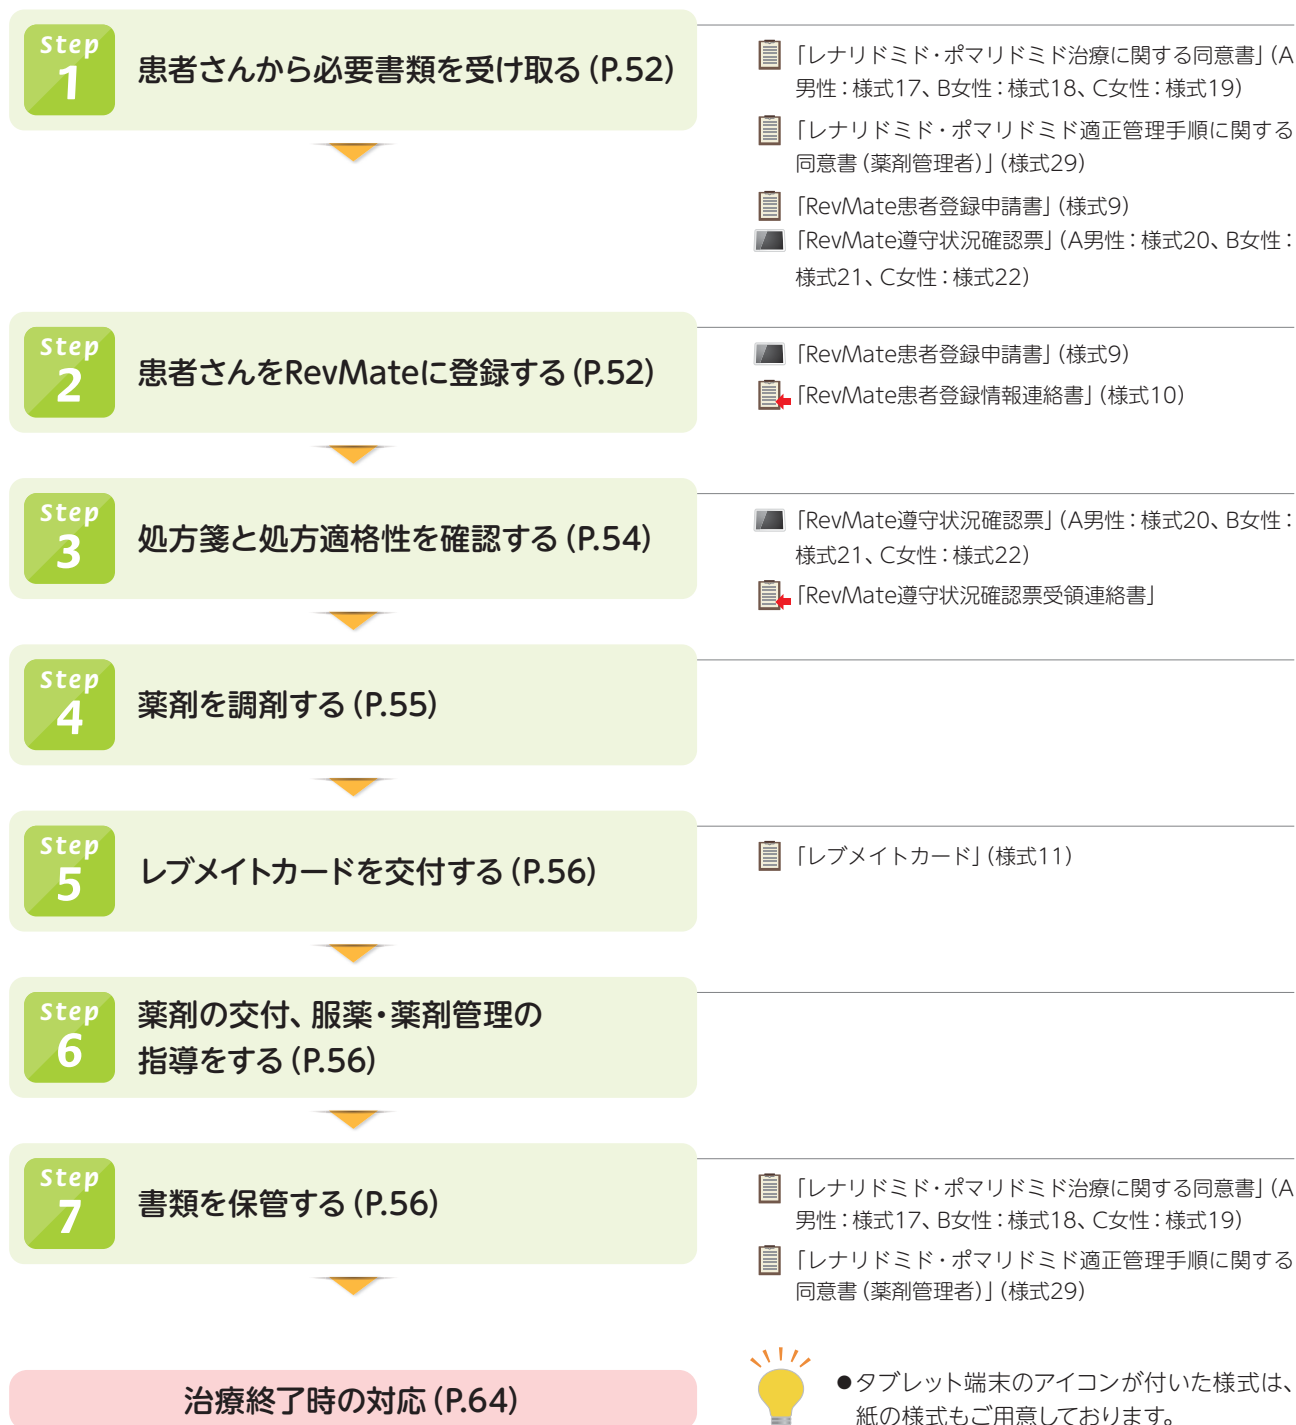 Step
1
患者さんから必要書類を受け取る（P.52）
「レナリドミド・ポマリドミド治療に関する同意書」（A
男性：様式17、B女性：様式18、C女性：様式19）
「レナリドミド・ポマリドミド適正管理手順に関する
同意書（薬剤管理者）」（様式29）
「RevMate患者登録申請書」（様式9）
「RevMate遵守状況確認票」（A男性：様式20、B女性：
様式21、C女性：様式22）
Step
2
患者さんをRevMateに登録する（P.52）
「RevMate患者登録申請書」（様式9）
「RevMate患者登録情報連絡書」（様式10）
Step
3
処方箋と処方適格性を確認する（P.54）
「RevMate遵守状況確認票」（A男性：様式20、B女性：
様式21、C女性：様式22）
「RevMate遵守状況確認票受領連絡書」
Step
4
薬剤を調剤する（P.55）
Step
5
レブメイトカードを交付する（P.56）
「レブメイトカード」（様式11）
Step
6
薬剤の交付、服薬・薬剤管理の
指導をする（P.56）
Step
7
書類を保管する（P.56）
「レナリドミド・ポマリドミド治療に関する同意書」（A
男性：様式17、B女性：様式18、C女性：様式19）
「レナリドミド・ポマリドミド適正管理手順に関する
同意書（薬剤管理者）」（様式29）
治療終了時の対応（P.64）
●タブレット端末のアイコンが付いた様式は、
紙の様式もご用意しております。